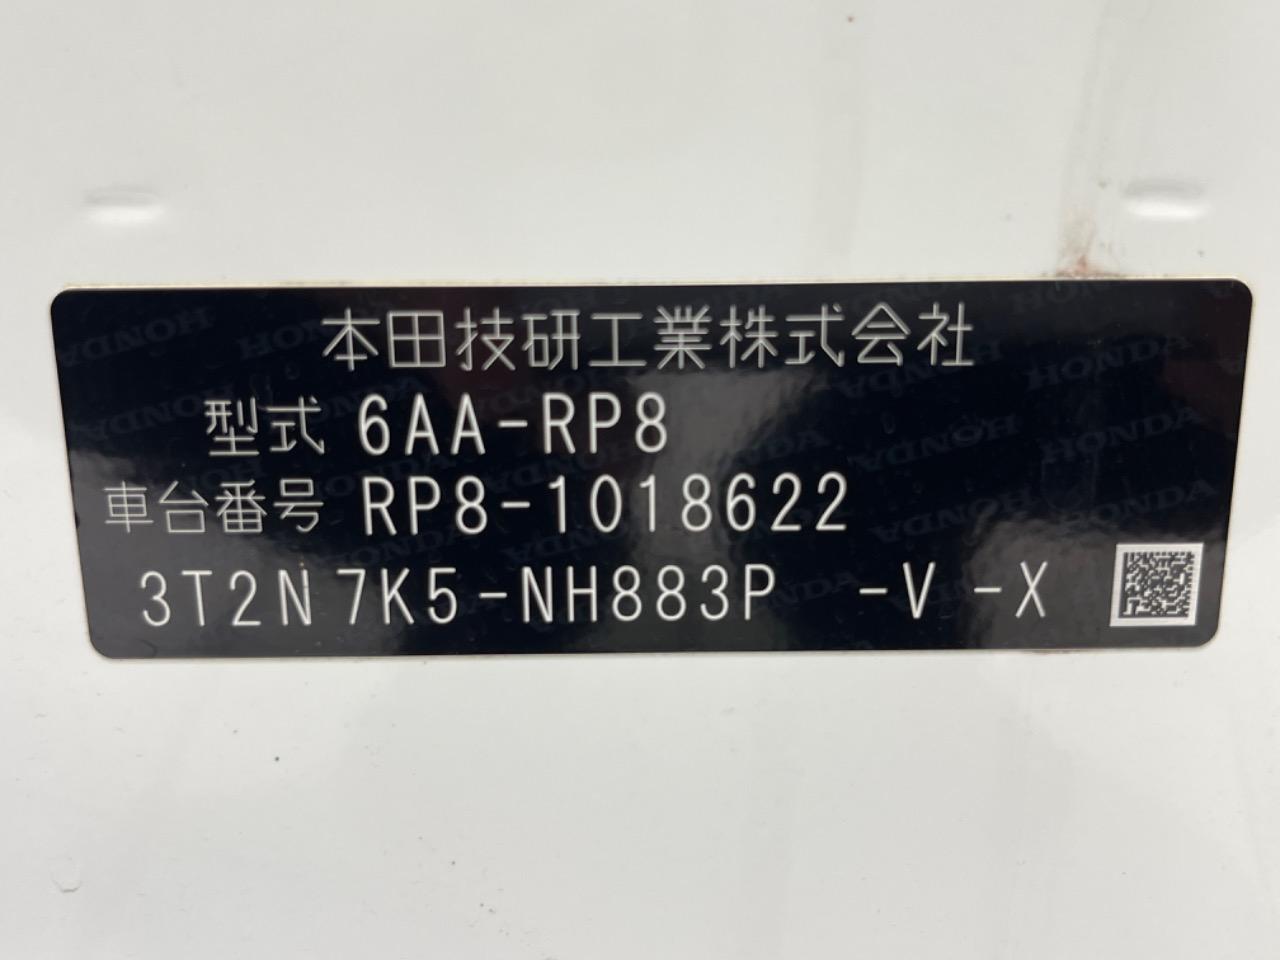 本田技研工業株式会社
型式 6AA-RP8
車台番号 RP8-1018622
3T2N7K5-NH883P -V -X